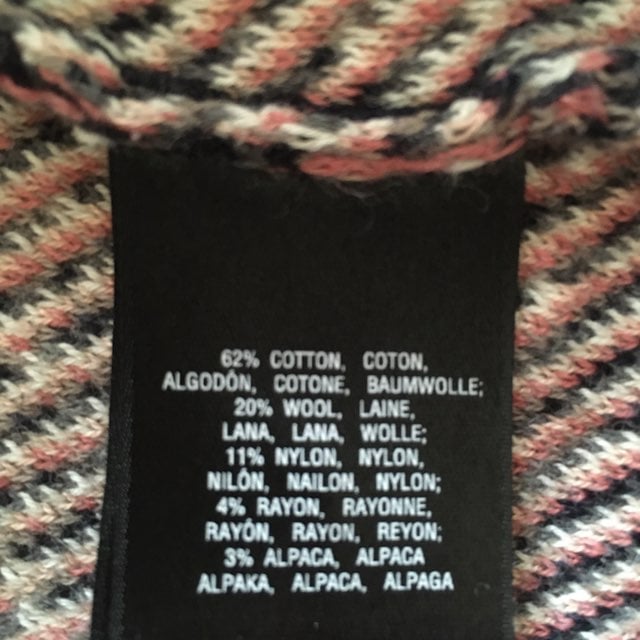 62% COTTON, COTON,
ALGODÓN, COTONE, BAUMWOLLE;
20% WOOL, LAINE,
LANA, LANA, WOLLE;
11% NYLON, NYLON,
NILÓN, NAILON, NYLON;
4% RAYON, RAYONNE,
RAYÓN, RAYON, REYON;
3% ALPACA, ALPACA
ALPAKA, ALPACA, ALPAGA